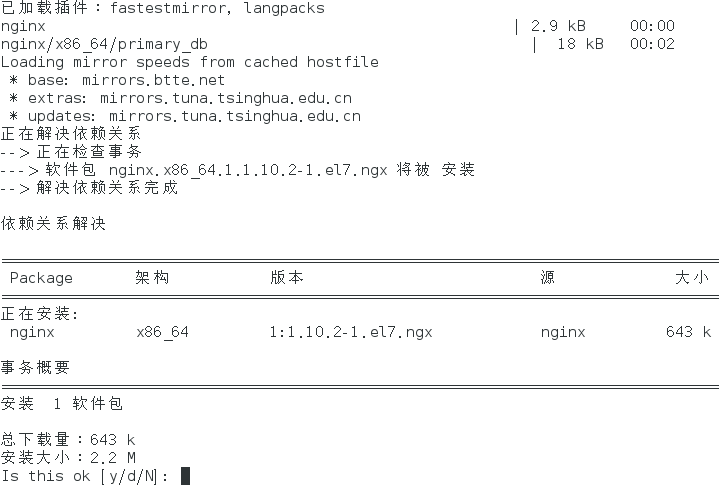 已加载插件：fastestmirror, langpacks
nginx | 2.9 kB 00:00
nginx/x86_64/primary_db | 18 kB 00:02
Loading mirror speeds from cached hostfile
* base: mirrors.btte.net
* extras: mirrors.tuna.tsinghua.edu.cn
* updates: mirrors.tuna.tsinghua.edu.cn
正在解决依赖关系
--> 正在检查事务
---> 软件包 nginx.x86_64.1.1.10.2-1.el7.ngx 将被 安装
--> 解决依赖关系完成
依赖关系解决
Package 架构 版本 源 大小
正在安装:
nginx x86_64 1:1.10.2-1.el7.ngx nginx 643 k
事务概要
安装 1 软件包
总下载量：643 k
安装大小：2.2 M
Is this ok [y/d/N]: